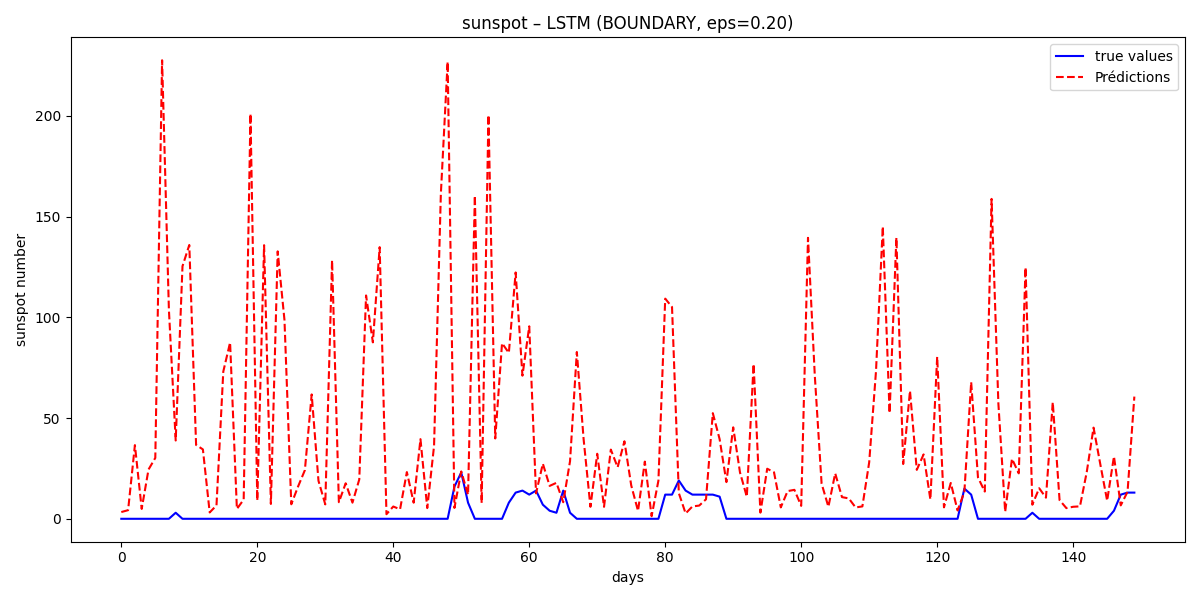 sunspot – LSTM (BOUNDARY, eps=0.20)
true values
Prédictions
sunspot number
200
150
100
50
0
0 20 40 60 80 100 120 140
days